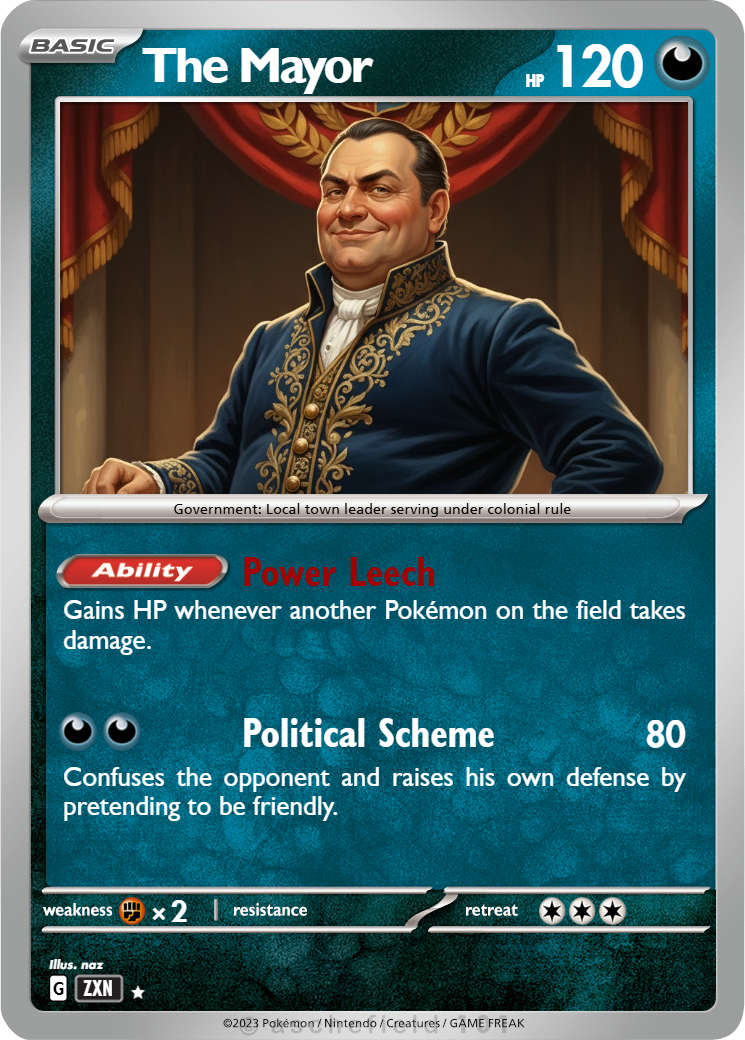 BASIC
The Mayor
HP 120
Government: Local town leader serving under colonial rule
Ability Power Leech
Gains HP whenever another Pokémon on the field takes
damage.
Political Scheme 80
Confuses the opponent and raises his own defense by
pretending to be friendly.
weakness × 2 | resistance
retreat
Illus. naz
G ZXN
©2023 Pokémon / Nintendo / Creatures / GAME FREAK